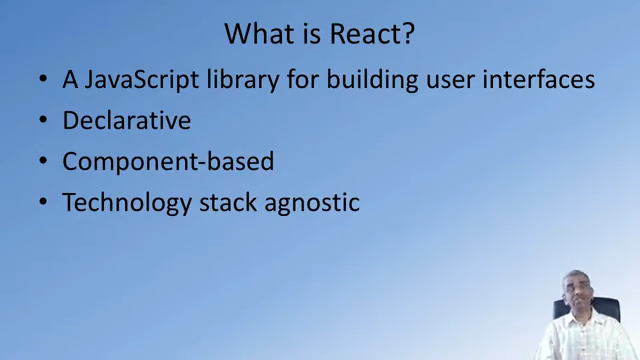 What is React?
• A JavaScript library for building user interfaces
• Declarative
• Component-based
• Technology stack agnostic